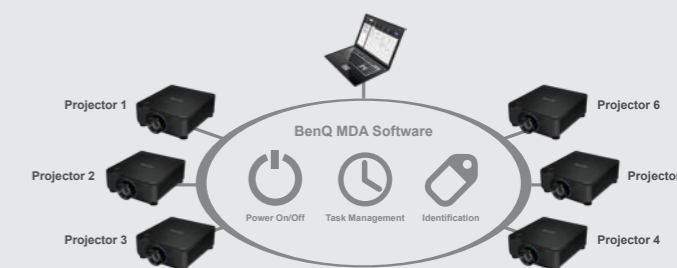 Projector 1
Projector 6
BenQ MDA Software
Projector 2
Projector
Power On/Off
Task Management
Identification
Projector 3
Projector 4